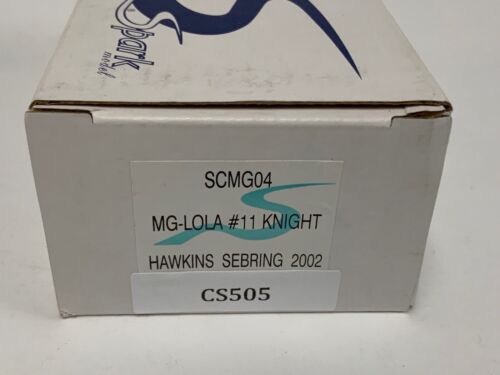 Spark
model
SCMG04
MG-LOLA #11 KNIGHT
HAWKINS SEBRING 2002
CS505